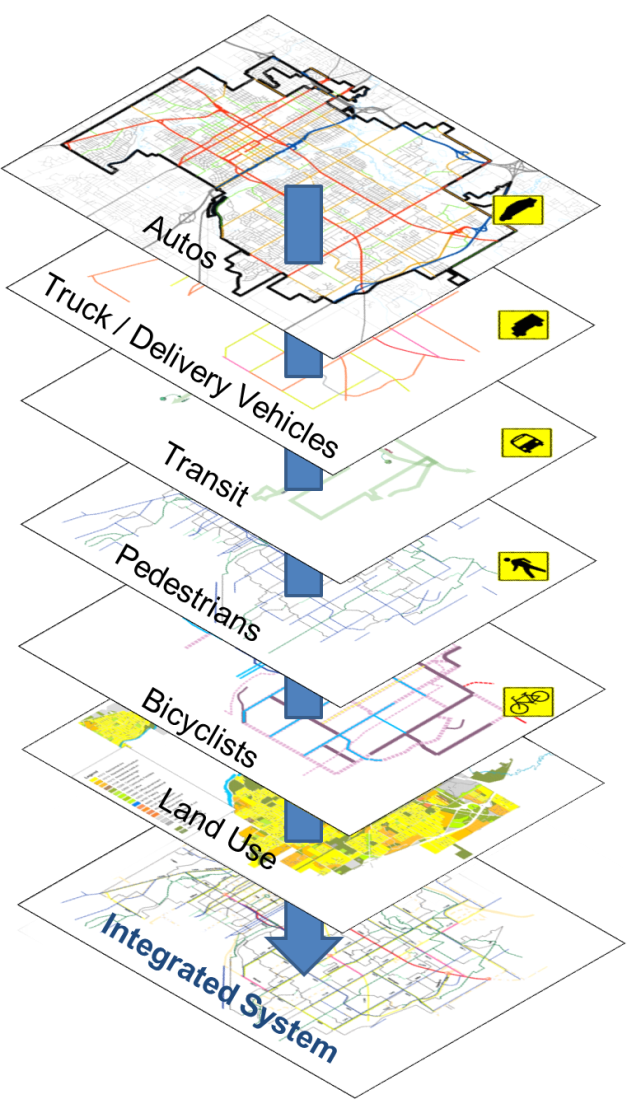 Autos
Truck / Delivery Vehicles
Transit
Pedestrians
Bicyclists
Land Use
Integrated System